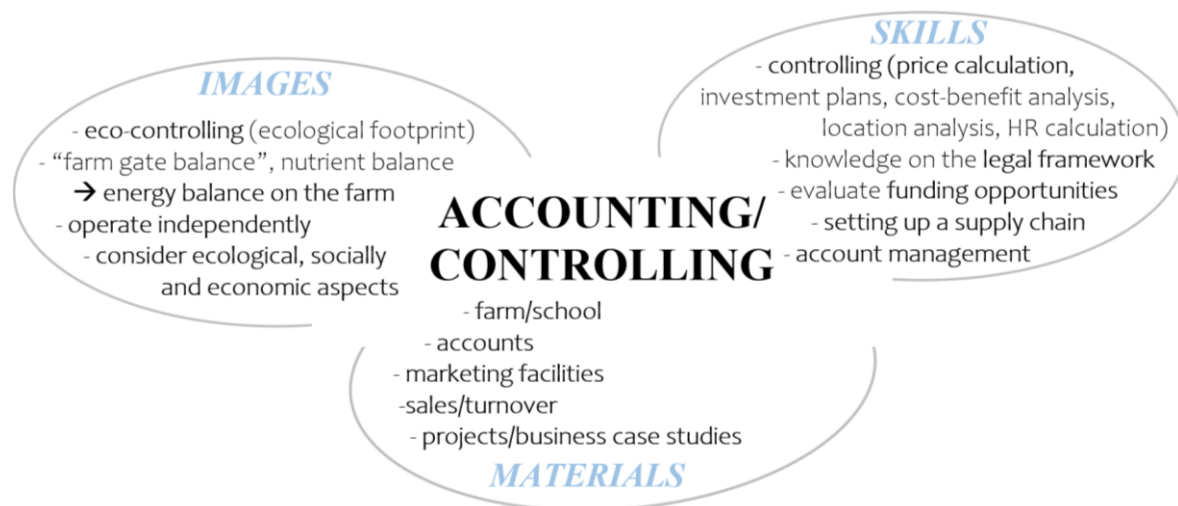 IMAGES
- eco-controlling (ecological footprint)
- “farm gate balance”, nutrient balance
→ energy balance on the farm
- operate independently
- consider ecological, socially
and economic aspects
SKILLS
- controlling (price calculation,
investment plans, cost-benefit analysis,
location analysis, HR calculation)
- knowledge on the legal framework
- evaluate funding opportunities
- setting up a supply chain
- account management
ACCOUNTING/
CONTROLLING
- farm/school
- accounts
- marketing facilities
-sales/turnover
- projects/business case studies
MATERIALS